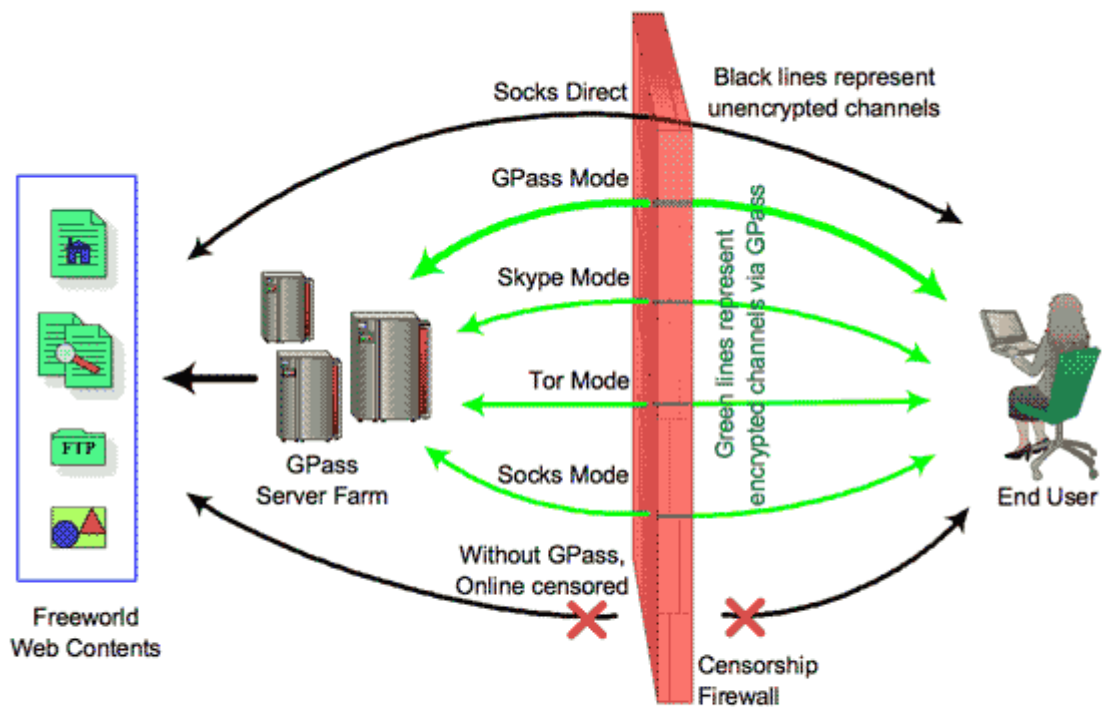 Socks Direct
Black lines represent
unencrypted channels
GPass Mode
Skype Mode
Tor Mode
Socks Mode
Green lines represent
encrypted channels via GPass
FTP
GPass
Server Farm
End User
Without GPass,
Online censored
Freeworld
Web Contents
Censorship
Firewall